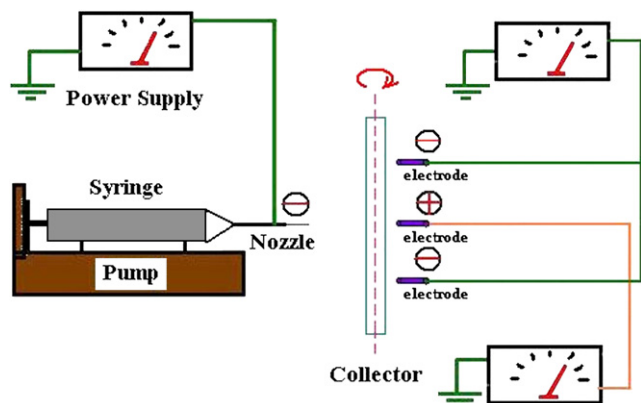 Power Supply
Syringe
Nozzle
Pump
electrode
electrode
electrode
Collector